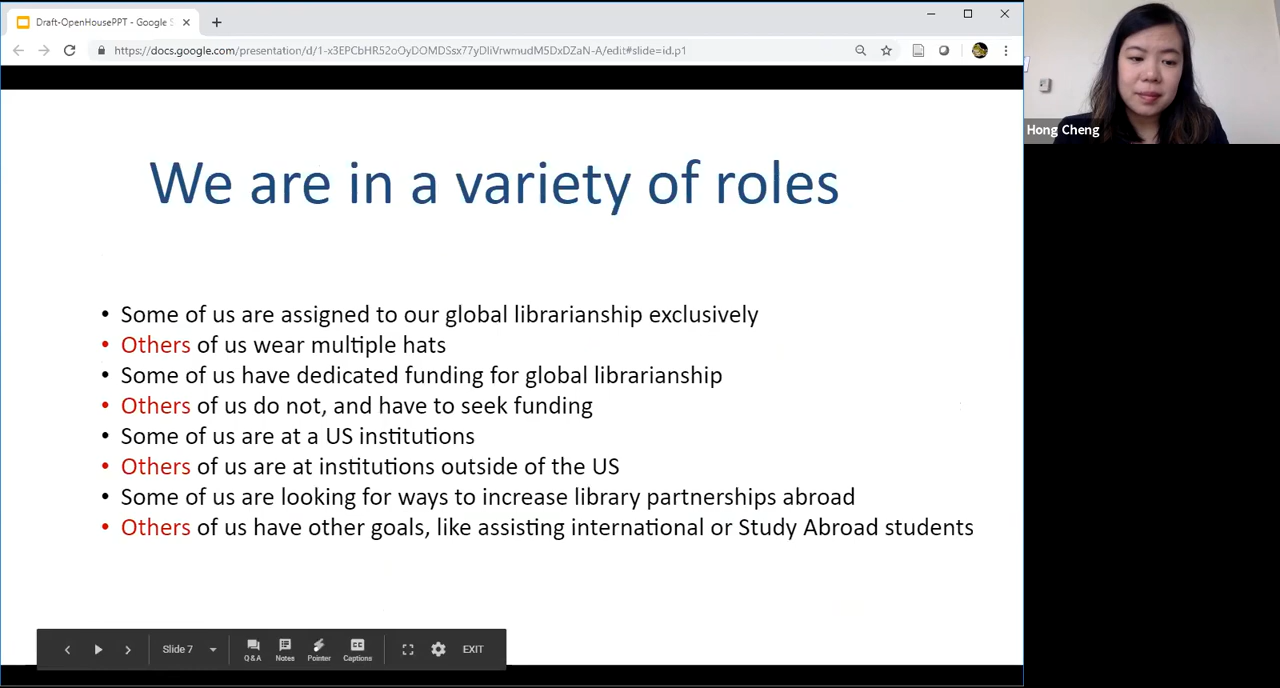 Draft-OpenHousePPT - Google S
https://docs.google.com/presentation/d/1-x3EPCbHR52oOyDOMDSsx77yDIiVrwmudM5DxDZaN-A/edit#slide=id.p1
Hong Cheng
We are in a variety of roles
• Some of us are assigned to our global librarianship exclusively
• Others of us wear multiple hats
• Some of us have dedicated funding for global librarianship
• Others of us do not, and have to seek funding
• Some of us are at a US institutions
• Others of us are at institutions outside of the US
• Some of us are looking for ways to increase library partnerships abroad
• Others of us have other goals, like assisting international or Study Abroad students
Slide 7
Q & A
Notes
Pointer
CC
Captions
EXIT